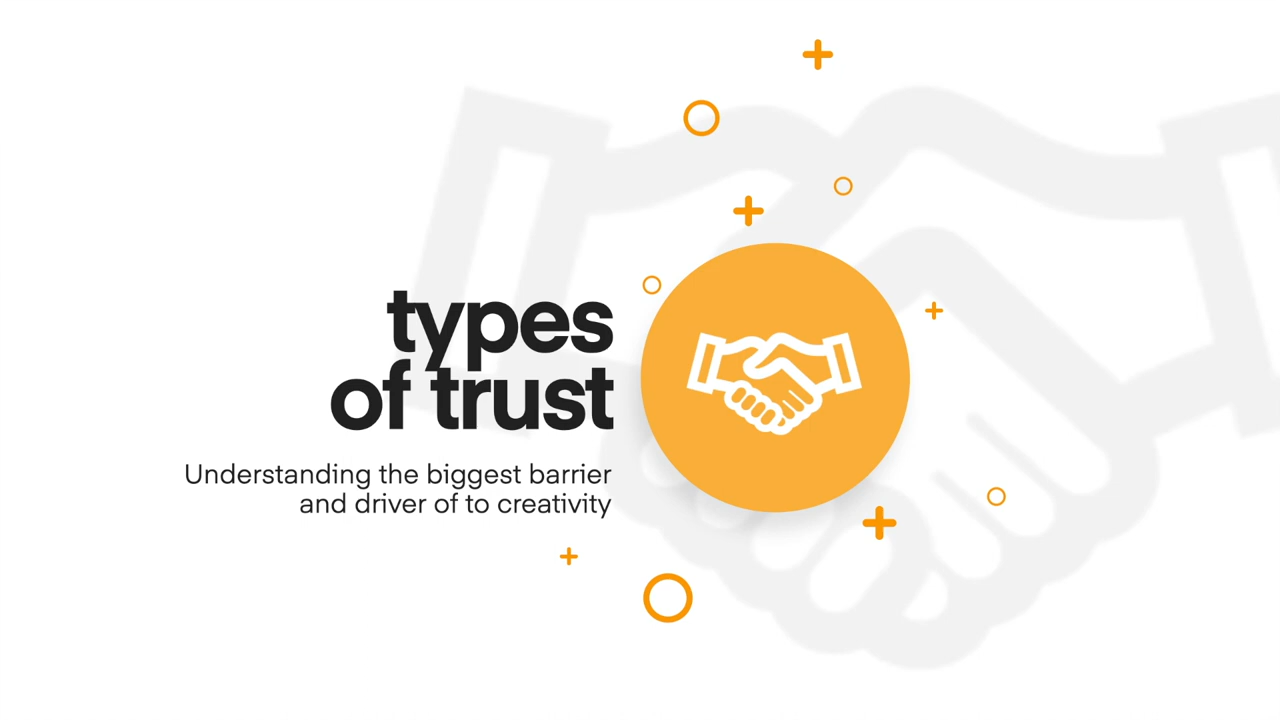 types
of trust
Understanding the biggest barrier
and driver of to creativity